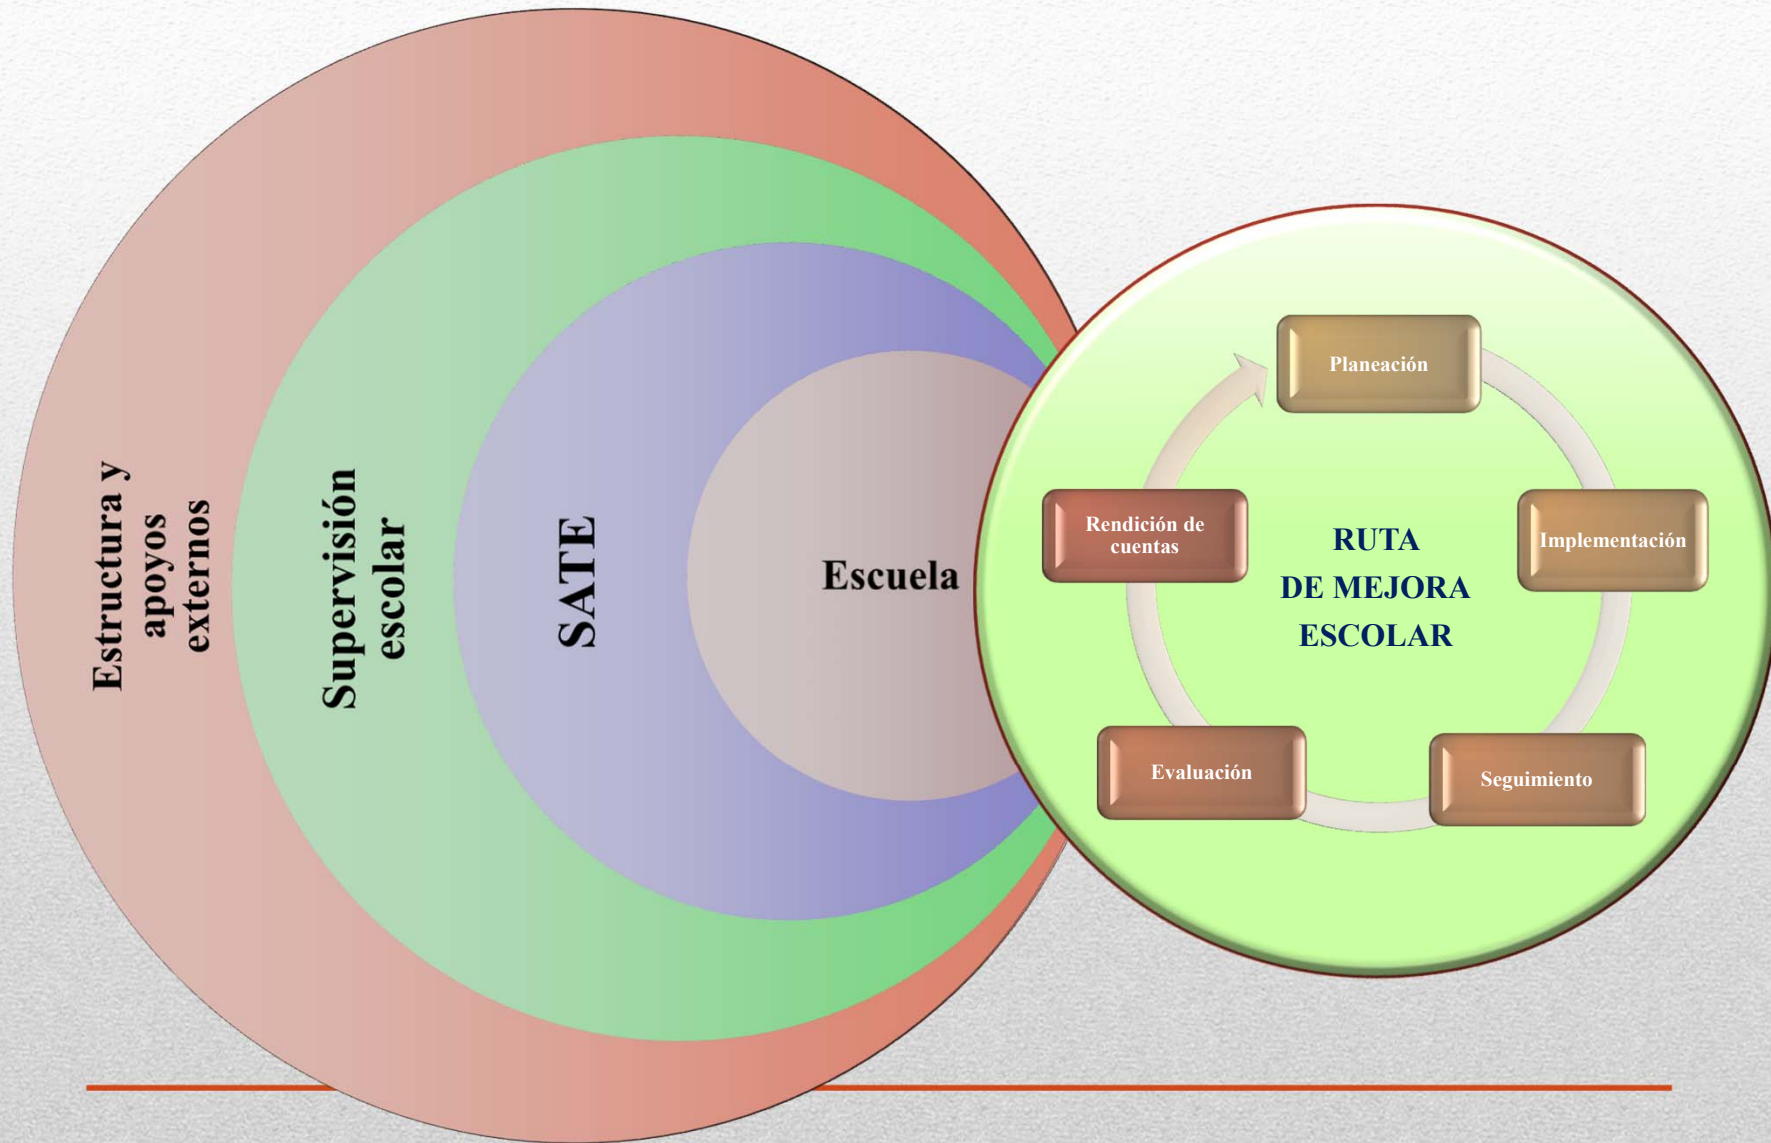 Estructura y
apoyos
externos
Supervisión
escolar
SATE
Escuela
Planeación
Implementación
Seguimiento
Evaluación
Rendición de
cuentas
RUTA
DE MEJORA
ESCOLAR